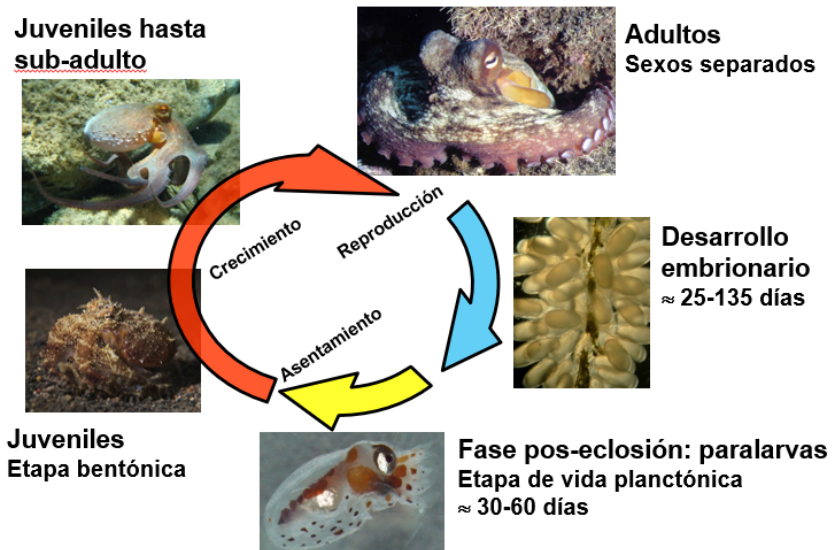 Juveniles hasta
sub-adulto
Adultos
Sexos separados
Reproducción
Crecimiento
Desarrollo
embrionario
≈ 25-135 días
Asentamiento
Juveniles
Etapa bentónica
Fase pos-eclosión: paralarvas
Etapa de vida planctónica
≈ 30-60 días